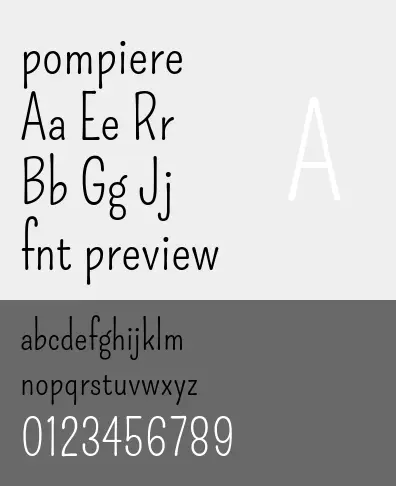 pompiere
Aa Ee Rr
A
Bb Gg Jj
fnt preview
abcdefghijklm
nopqrstuvwxyz
0123456789